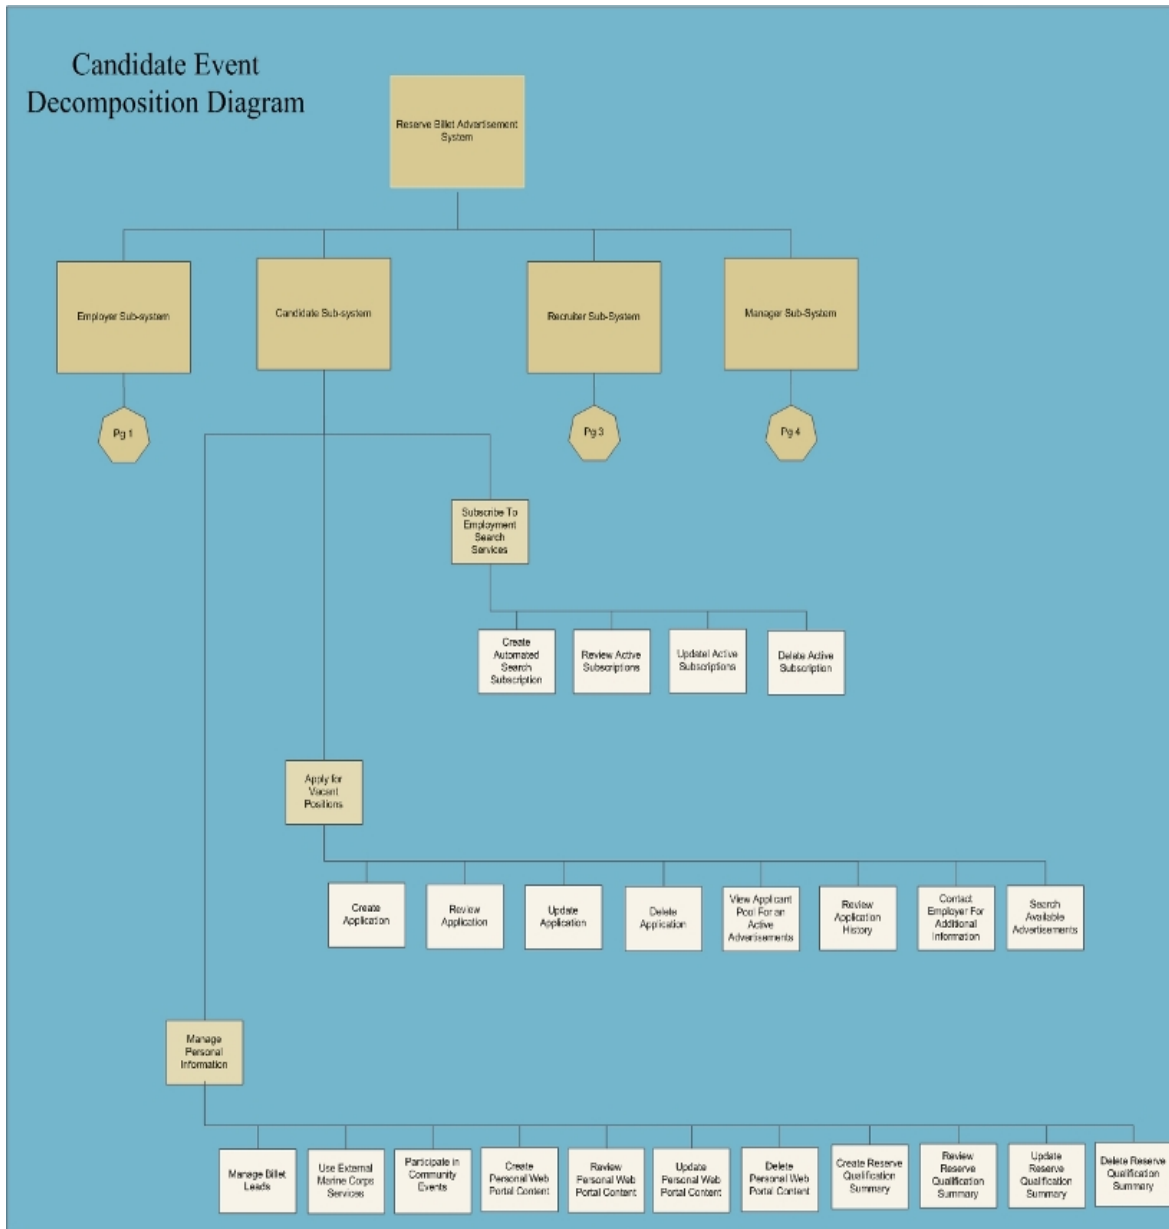 Candidate Event
Decomposition Diagram
Reserve Billet Advertisement
System
Employer Sub-system
Candidate Sub-system
Recruiter Sub-System
Manager Sub-System
Pg 1
Pg 3
Pg 4
Subscribe To
Employment
Search
Services
Create
Automated
Search
Subscription
Review Active
Subscriptions
Updatel Active
Subscriptions
Delete Active
Subscription
Apply for
Vacant
Positions
Create
Application
Review
Application
Update
Application
Delete
Application
View Applicant
Pool For an
Active
Advertisements
Review
Application
History
Contact
Employer For
Additional
Information
Search
Available
Advertisements
Manage
Personal
Information
Manage Billet
Leads
Use External
Marine Corps
Services
Participate in
Community
Events
Create
Personal Web
Portal Content
Review
Personal Web
Portal Content
Update
Personal Web
Portal Content
Delete
Personal Web
Portal Content
Create Reserve
Qualification
Summary
Review
Reserve
Qualification
Summary
Update
Reserve
Qualification
Summary
Delete Reserve
Qualification
Summary